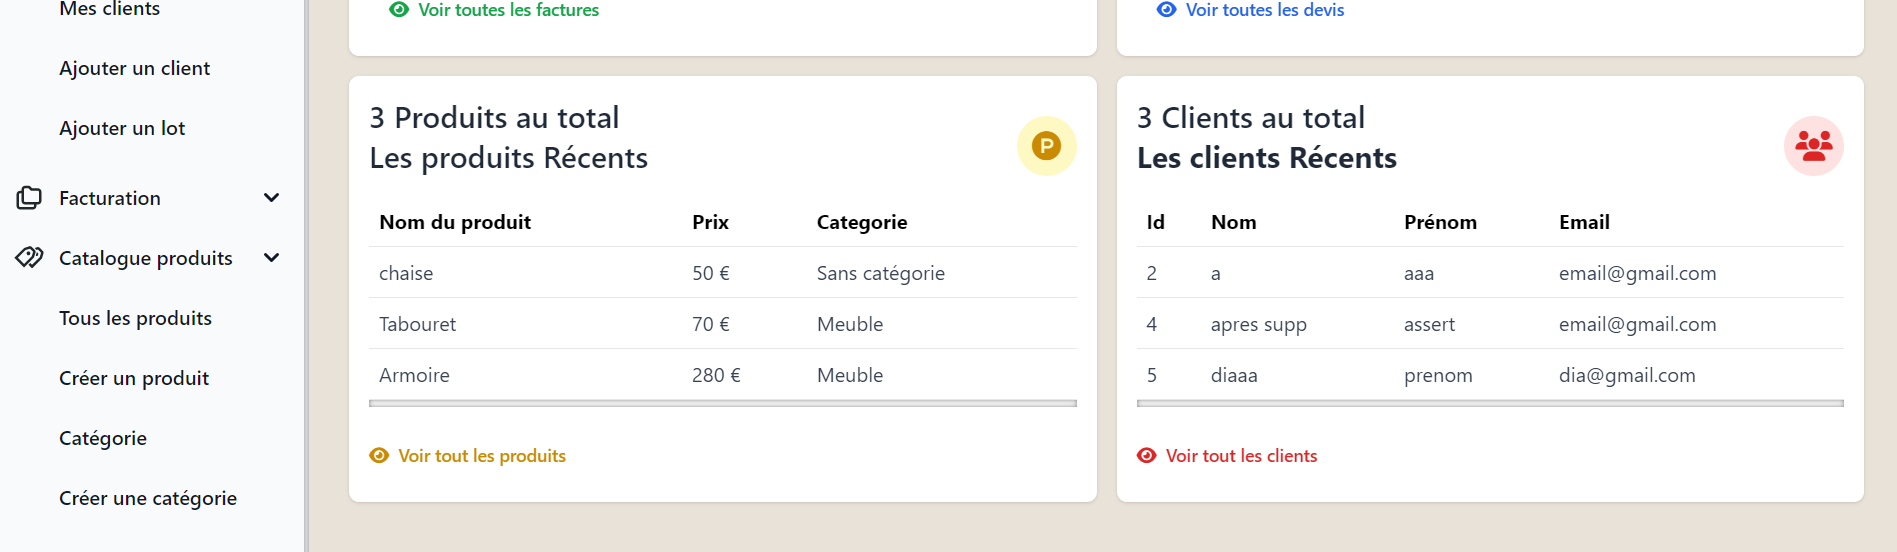 Mes clients
Ajouter un client
Ajouter un lot
Facturation
Catalogue produits
Tous les produits
Créer un produit
Catégorie
Créer une catégorie
Voir toutes les factures
Voir toutes les devis
3 Produits au total
Les produits Récents
P
Nom du produit Prix Categorie
chaise 50 € Sans catégorie
Tabouret 70 € Meuble
Armoire 280 € Meuble
Voir tout les produits
3 Clients au total
Les clients Récents
Id Nom Prénom Email
2 a aaa email@gmail.com
4 apres supp assert email@gmail.com
5 diaaa prenom dia@gmail.com
Voir tout les clients